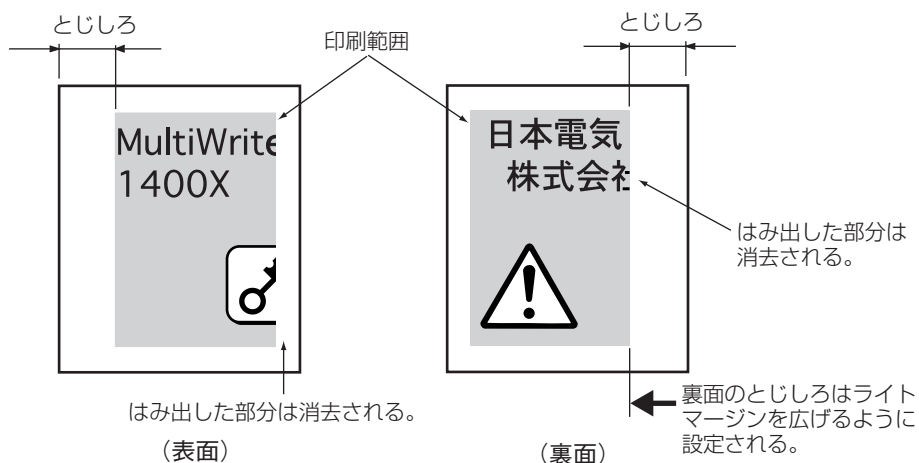 とじしろ
とじしろ
印刷範囲
MultiWrite
1400X
日本電気
株式会社
はみ出した部分は
消去される。
はみ出した部分は消去される。
裏面のとじしろはライト
マージンを広げるように
設定される。
(表面)
(裏面)